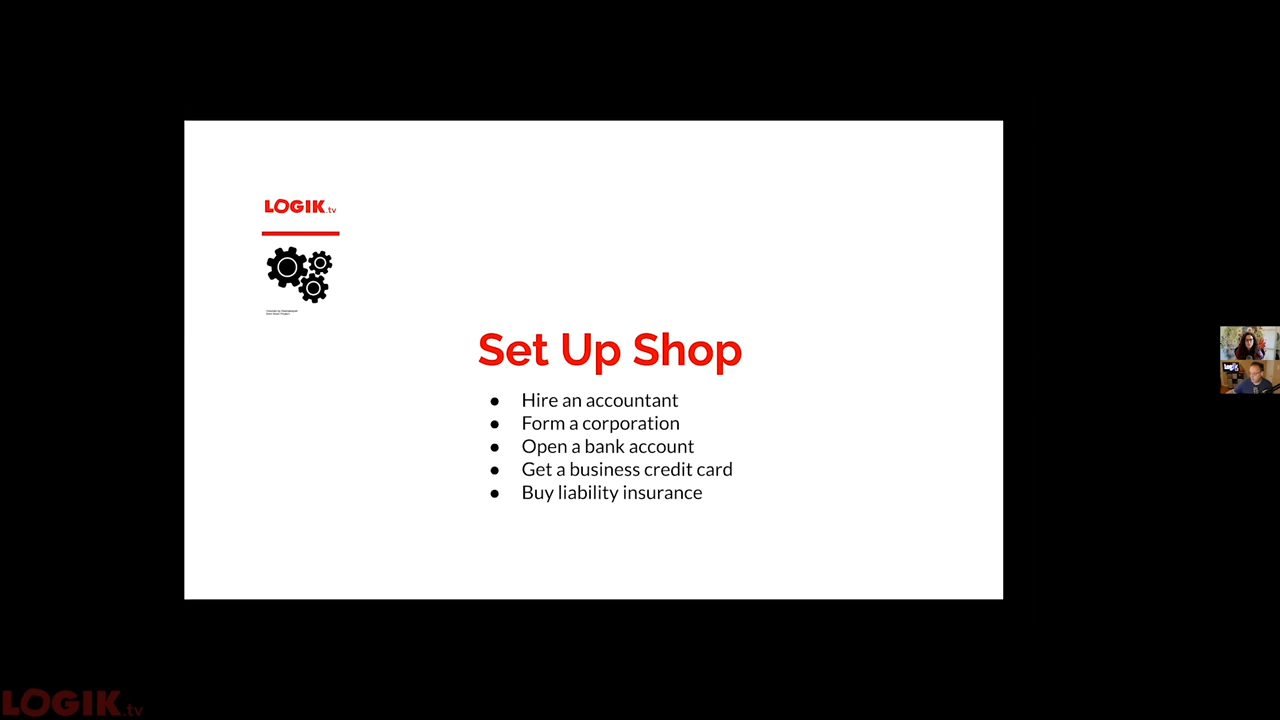 LOGIK.tv
Set Up Shop
● Hire an accountant
● Form a corporation
● Open a bank account
● Get a business credit card
● Buy liability insurance
LOGIK
LOGIK.tv